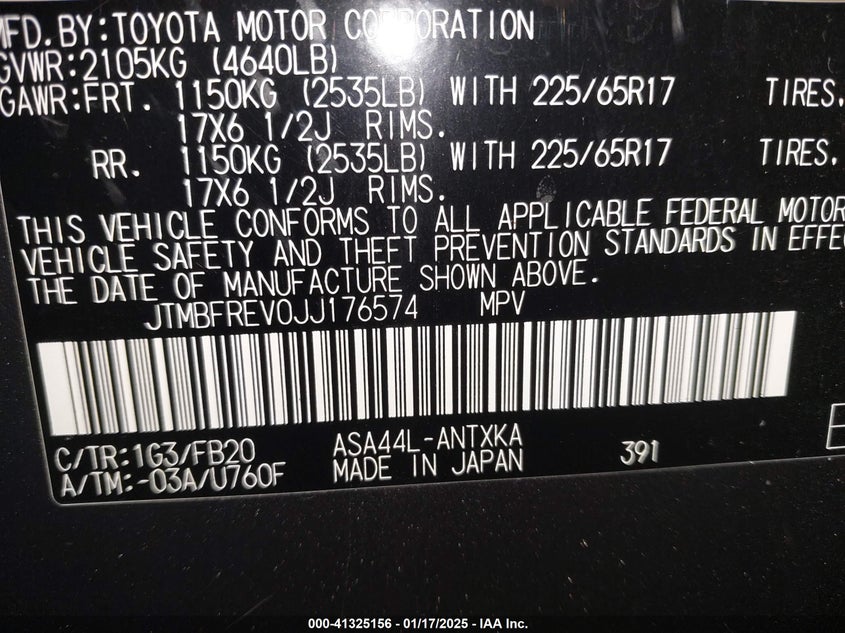 MFD.BY:TOYOTA MOTOR CORPORATION
GVWR:2105KG (4640LB)
GAWR:FRT. 1150KG (2535LB) WITH 225/65R17 TIRES,
17X6 1/2J RIMS.
RR. 1150KG (2535LB) WITH 225/65R17 TIRES,
17X6 1/2J RIMS.
THIS VEHICLE CONFORMS TO ALL APPLICABLE FEDERAL MOTOR
VEHICLE SAFETY AND THEFT PREVENTION STANDARDS IN EFFE
THE DATE OF MANUFACTURE SHOWN ABOVE.
JTMBFREV0JJ176574 MPV
C/TR:1G3/FB20 ASA44L-ANTXKA 391
A/TM:-03A/U760F MADE IN JAPAN
000-41325156 - 01/17/2025 - IAA Inc.